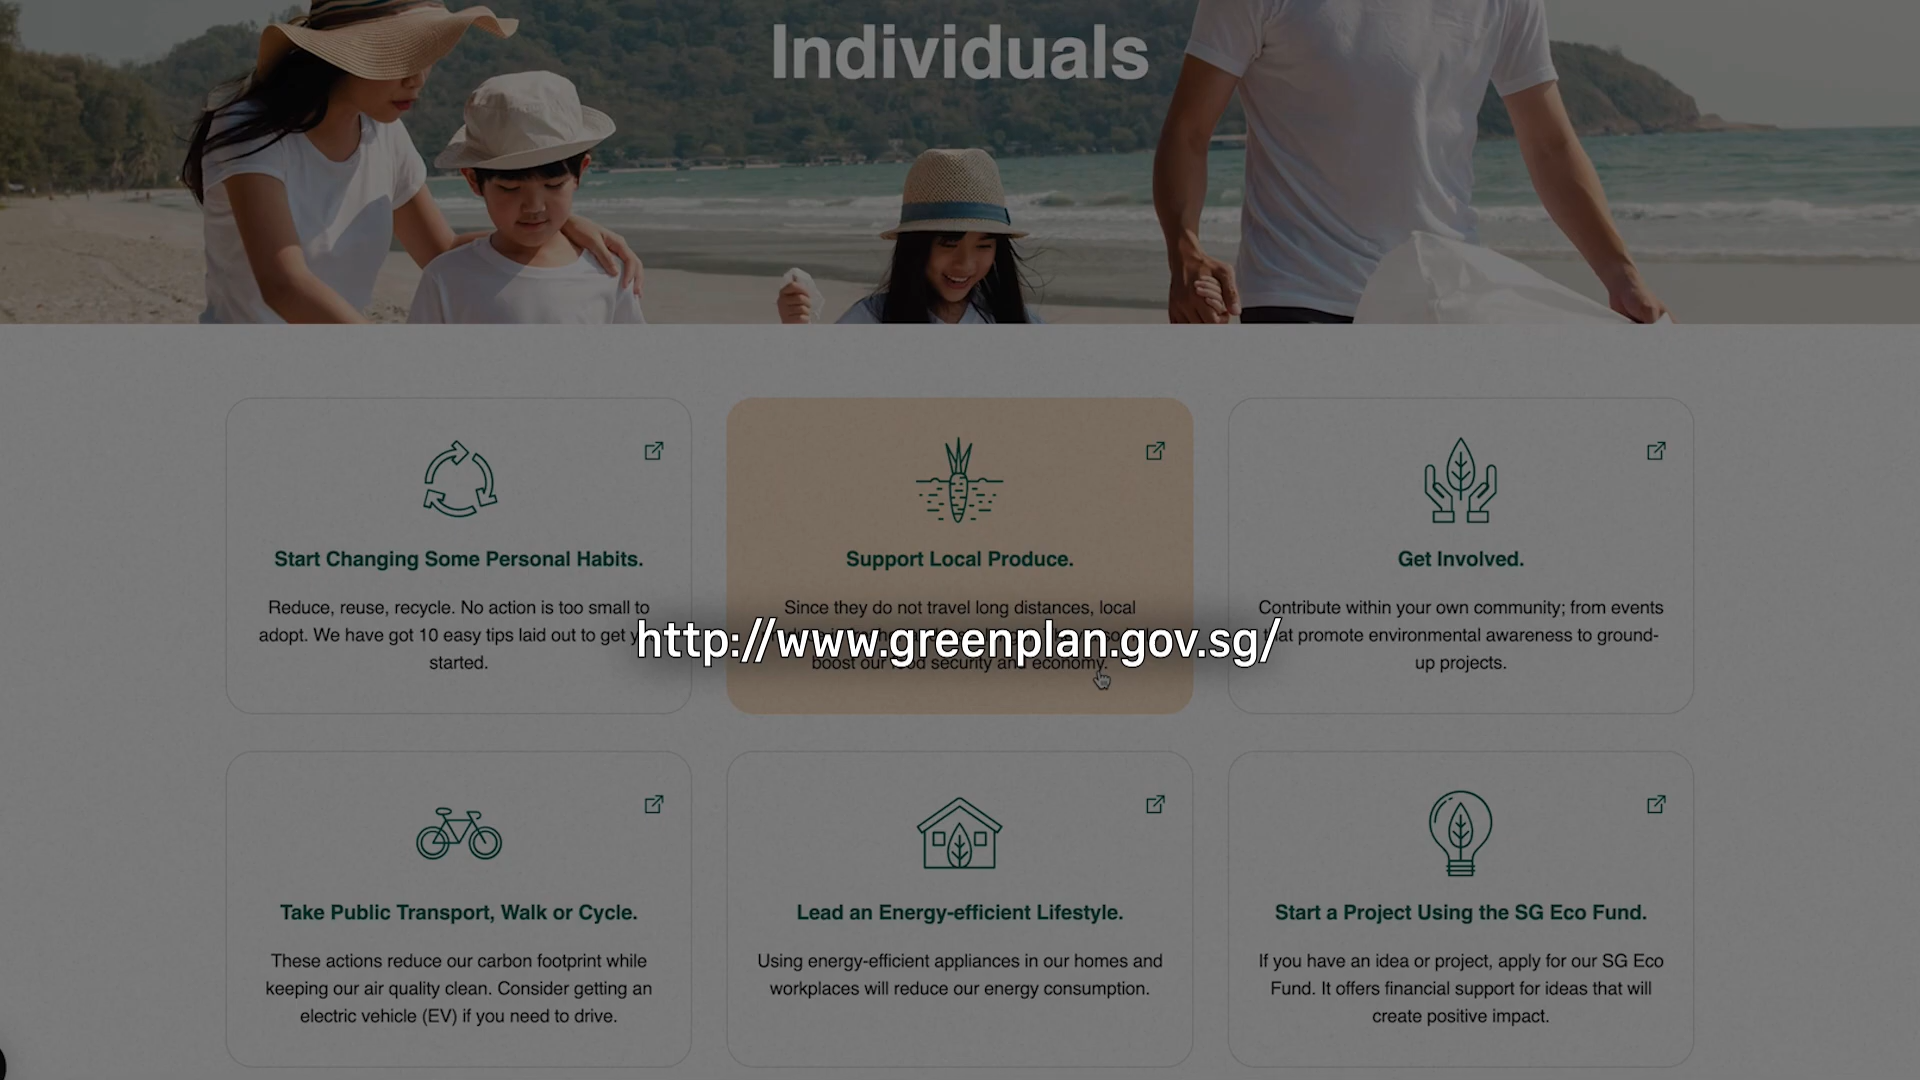 Individuals
Start Changing Some Personal Habits.
Reduce, reuse, recycle. No action is too small to
adopt. We have got 10 easy tips laid out to get
started.
Support Local Produce.
Since they do not travel long distances, local
boost our food security and economy.
Get Involved.
Contribute within your own community; from events
that promote environmental awareness to ground-
up projects.
http://www.greenplan.gov.sg/
Take Public Transport, Walk or Cycle.
These actions reduce our carbon footprint while
keeping our air quality clean. Consider getting an
electric vehicle (EV) if you need to drive.
Lead an Energy-efficient Lifestyle.
Using energy-efficient appliances in our homes and
workplaces will reduce our energy consumption.
Start a Project Using the SG Eco Fund.
If you have an idea or project, apply for our SG Eco
Fund. It offers financial support for ideas that will
create positive impact.